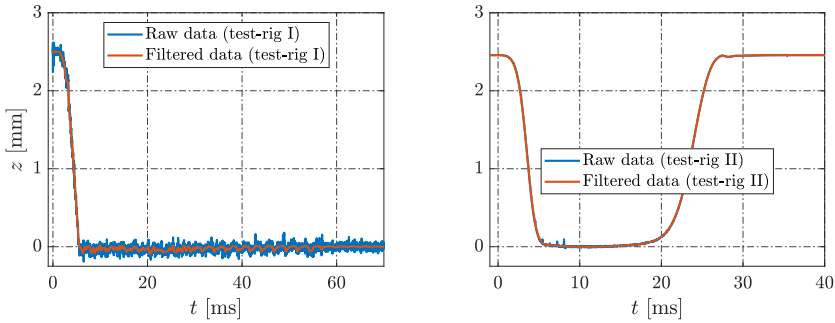 3
2
1
0
z [mm]
0
20
40
60
t [ms]
Raw data (test-rig I)
Filtered data (test-rig I)
3
2
1
0
0
10
20
30
40
t [ms]
Raw data (test-rig II)
Filtered data (test-rig II)